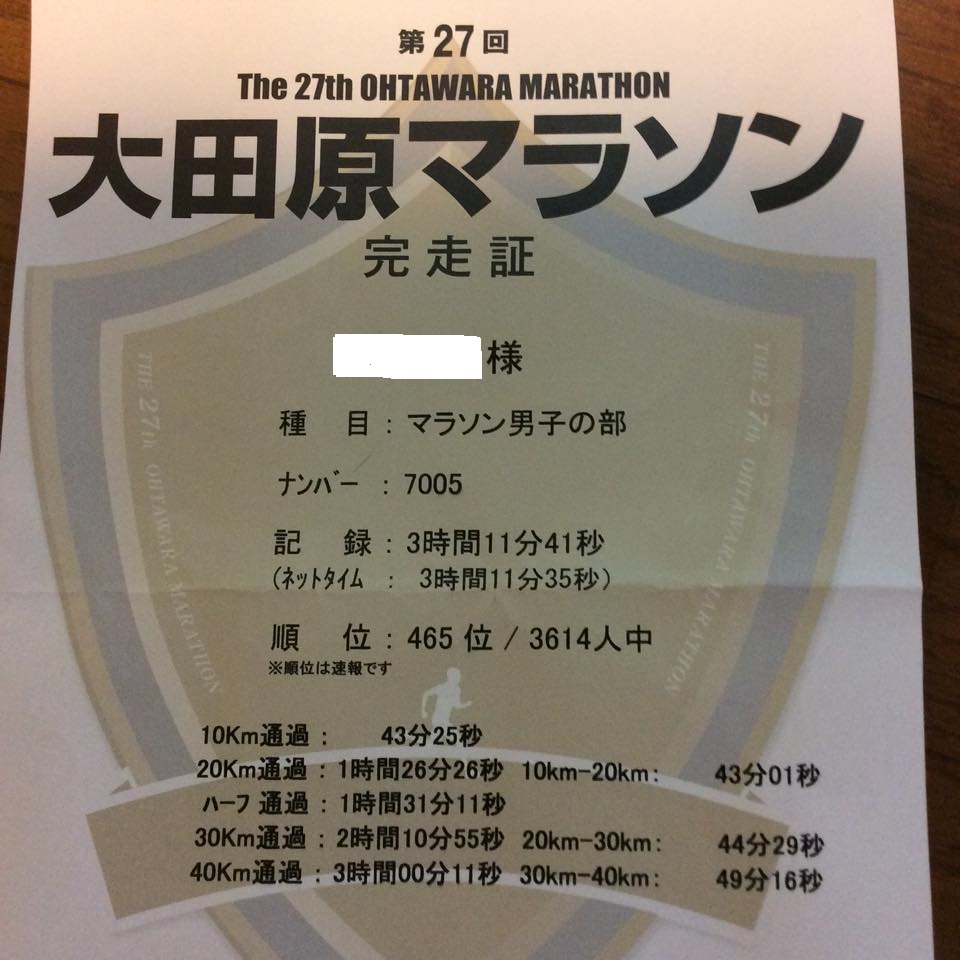 第27回
The 27th OHTAWARA MARATHON
大田原マラソン
完走証
様
種 目 : マラソン男子の部
ナンバー : 7005
記 録 : 3時間11分41秒
(ネットタイム : 3時間11分35秒)
順 位 : 465 位 / 3614人中
※順位は速報です
10Km通過 : 43分25秒
20Km通過 : 1時間26分26秒 10km-20km: 43分01秒
ハーフ 通過 : 1時間31分11秒
30Km通過 : 2時間10分55秒 20km-30km: 44分29秒
40Km通過 : 3時間00分11秒 30km-40km: 49分16秒
THE 27th OHTAWARA MARATHON
THE 27th OHTAWARA MARATHON